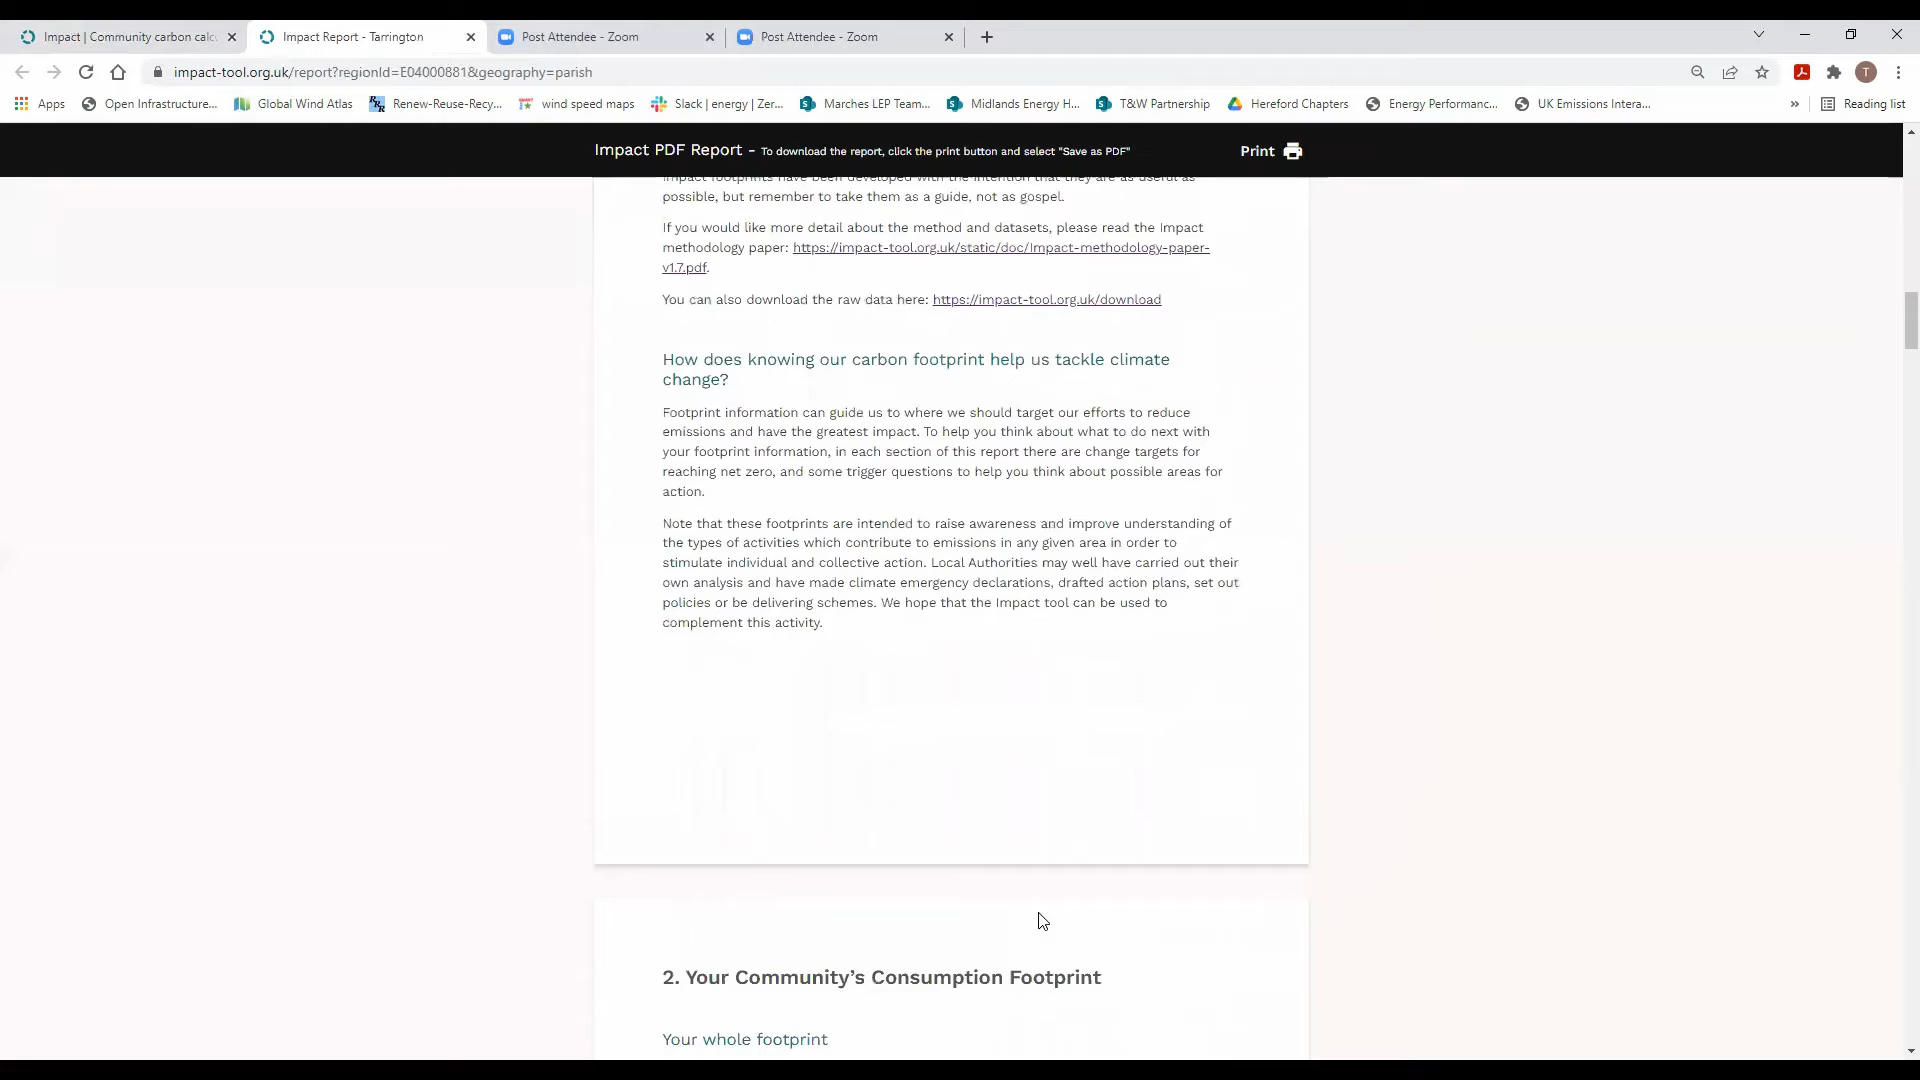 Impact | Community carbon calc
Impact Report - Tarrington
Post Attendee - Zoom
Post Attendee - Zoom
impact-tool.org.uk/report?regionId=E04000881&geography=parish
T
Apps
Open Infrastructure...
Global Wind Atlas
Renew-Reuse-Recy...
wind speed maps
Slack | energy | Zer...
Marches LEP Team...
Midlands Energy H...
T&W Partnership
Hereford Chapters
Energy Performanc...
UK Emissions Intera...
»
Reading list
Impact PDF Report - To download the report, click the print button and select "Save as PDF"
Print
Impact footprints have been developed with the intention that they are as useful as
possible, but remember to take them as a guide, not as gospel.
If you would like more detail about the method and datasets, please read the Impact
methodology paper: https://impact-tool.org.uk/static/doc/Impact-methodology-paper-
v1.7.pdf.
You can also download the raw data here: https://impact-tool.org.uk/download
How does knowing our carbon footprint help us tackle climate
change?
Footprint information can guide us to where we should target our efforts to reduce
emissions and have the greatest impact. To help you think about what to do next with
your footprint information, in each section of this report there are change targets for
reaching net zero, and some trigger questions to help you think about possible areas for
action.
Note that these footprints are intended to raise awareness and improve understanding of
the types of activities which contribute to emissions in any given area in order to
stimulate individual and collective action. Local Authorities may well have carried out their
own analysis and have made climate emergency declarations, drafted action plans, set out
policies or be delivering schemes. We hope that the Impact tool can be used to
complement this activity.
2. Your Community's Consumption Footprint
Your whole footprint